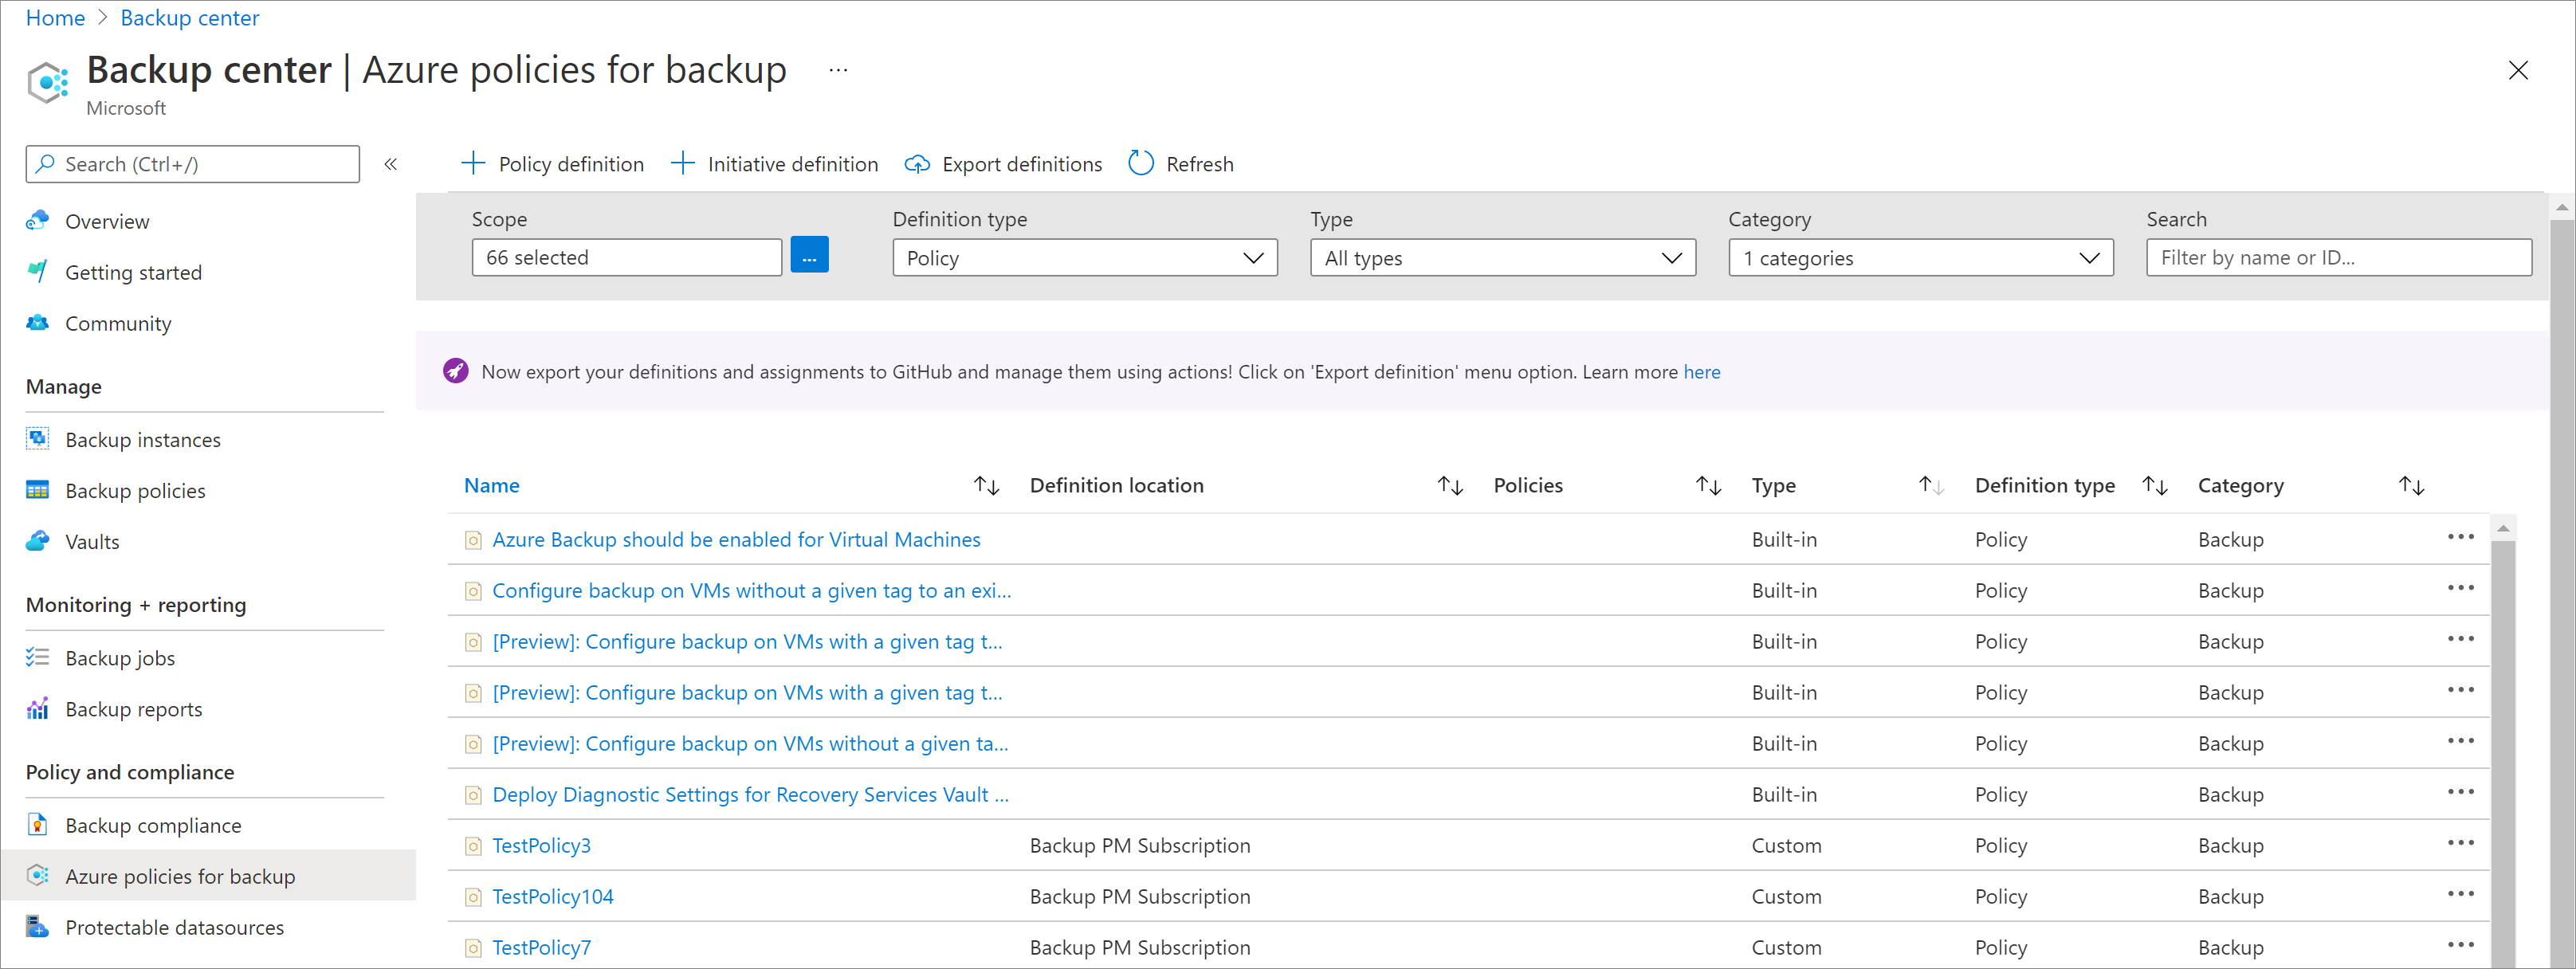 Home > Backup center
Backup center | Azure policies for backup ...
Microsoft
Search (Ctrl+/)
«
Overview
Getting started
Community
Manage
Backup instances
Backup policies
Vaults
Monitoring + reporting
Backup jobs
Backup reports
Policy and compliance
Backup compliance
Azure policies for backup
Protectable datasources
Policy definition Initiative definition Export definitions Refresh
Scope Definition type Type Category Search
66 selected ... Policy All types 1 categories Filter by name or ID...
Now export your definitions and assignments to GitHub and manage them using actions! Click on 'Export definition' menu option. Learn more here
Name Definition location Policies Type Definition type Category
Azure Backup should be enabled for Virtual Machines Built-in Policy Backup
Configure backup on VMs without a given tag to an exi... Built-in Policy Backup
[Preview]: Configure backup on VMs with a given tag t... Built-in Policy Backup
[Preview]: Configure backup on VMs with a given tag t... Built-in Policy Backup
[Preview]: Configure backup on VMs without a given ta... Built-in Policy Backup
Deploy Diagnostic Settings for Recovery Services Vault ... Built-in Policy Backup
TestPolicy3 Backup PM Subscription Custom Policy Backup
TestPolicy104 Backup PM Subscription Custom Policy Backup
TestPolicy7 Backup PM Subscription Custom Policy Backup